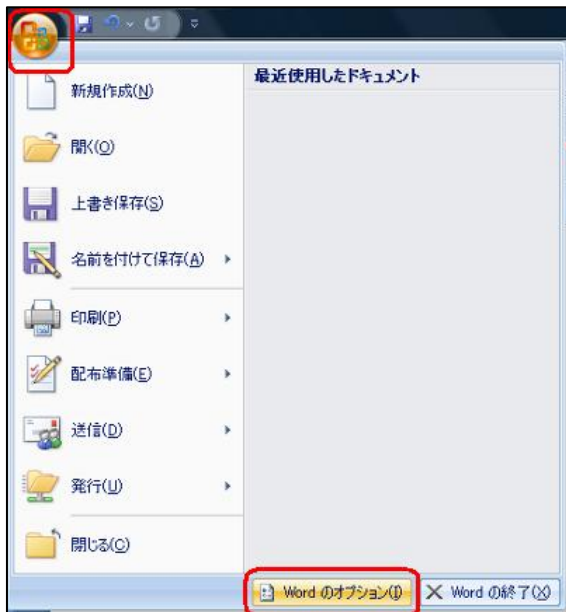 最近使用したドキュメント
新規作成(N)
開く(O)
上書き保存(S)
名前を付けて保存(A)
印刷(P)
配布準備(E)
送信(D)
発行(U)
閉じる(C)
Word のオプション(I)
Word の終了(X)